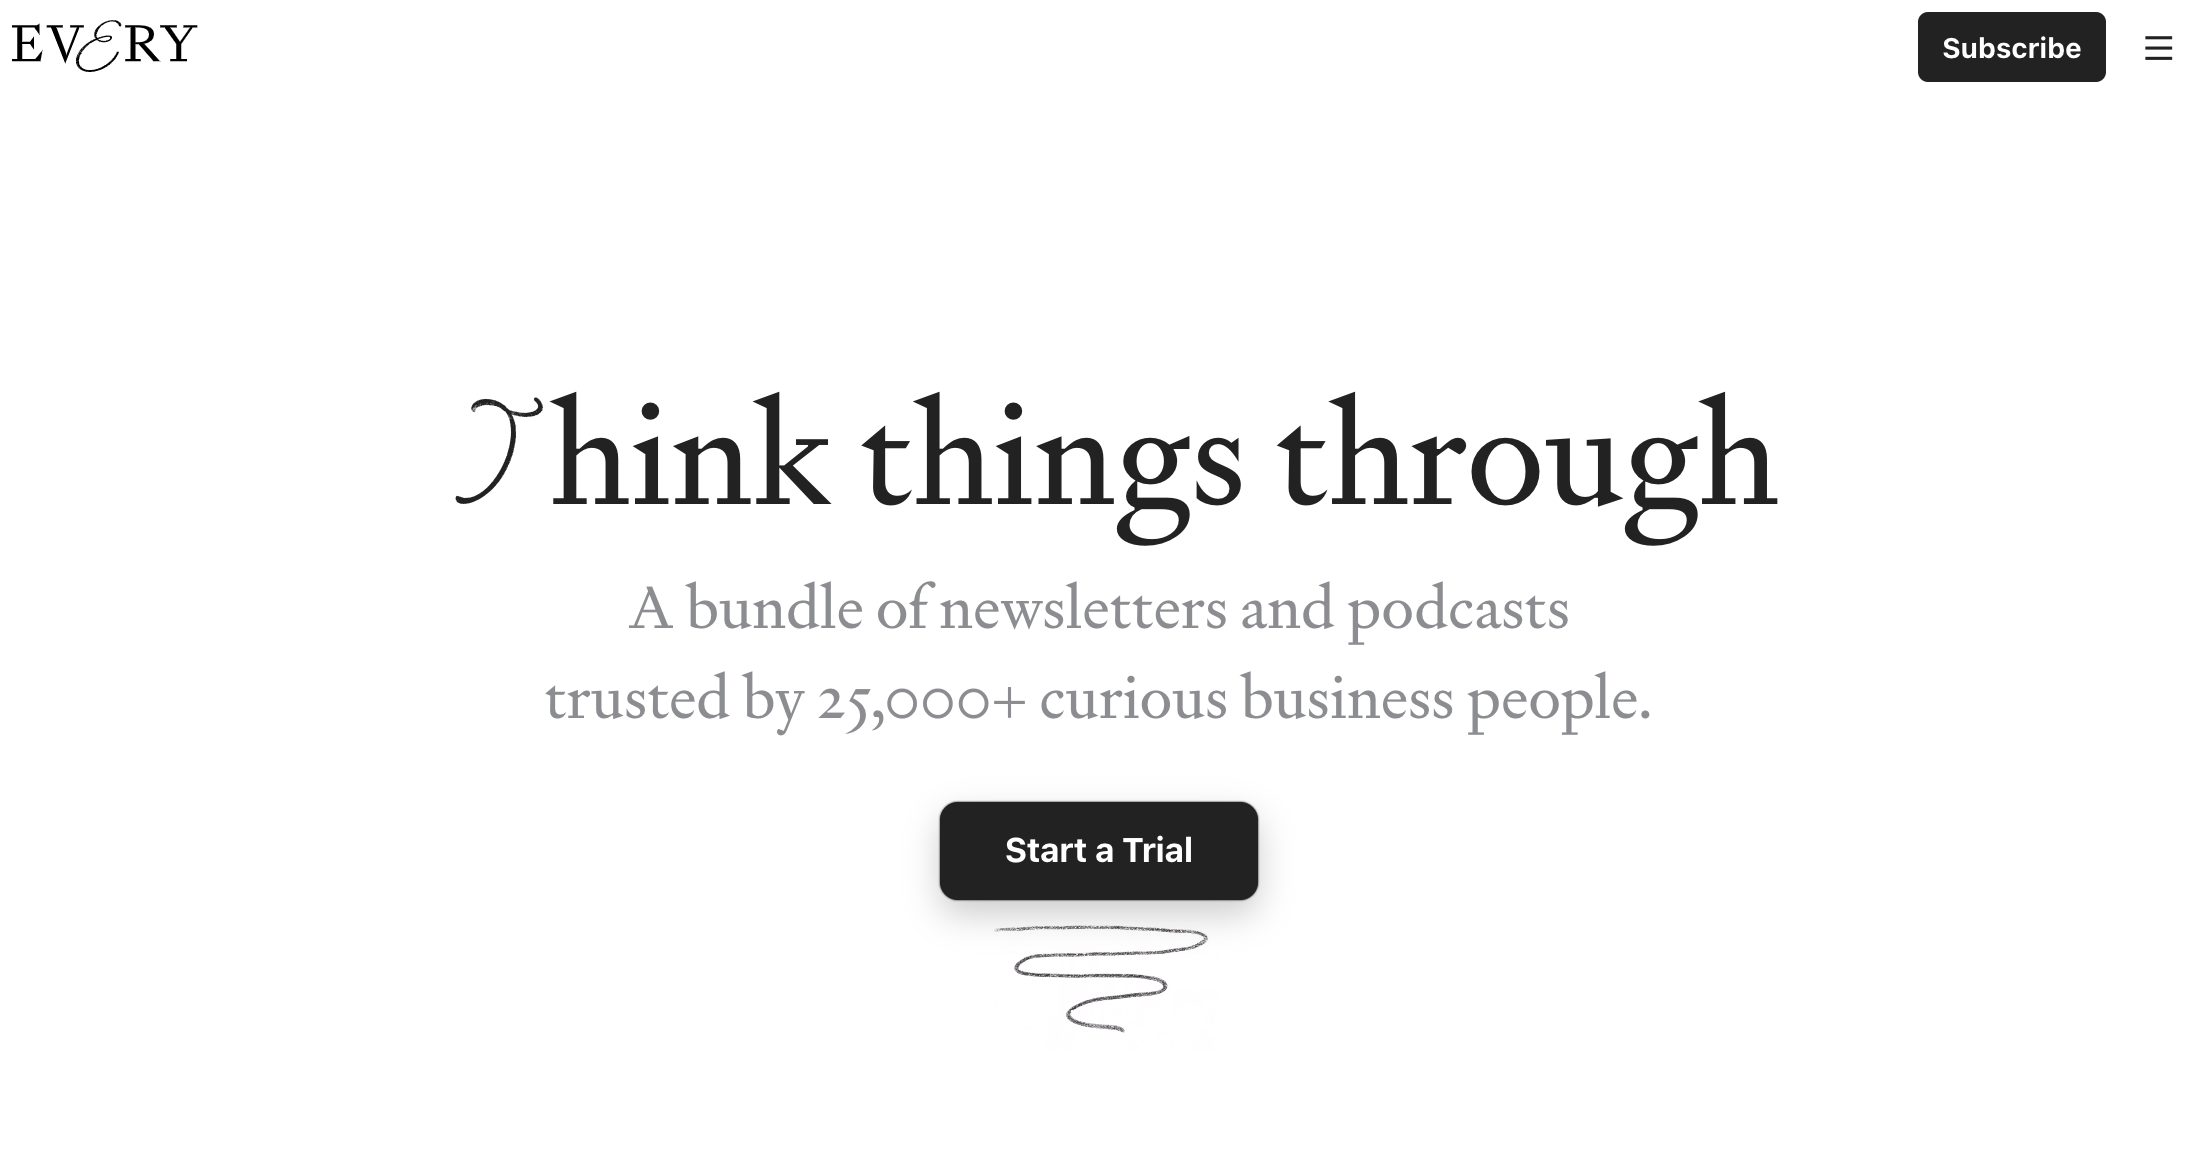 EVERY
Subscribe
Think things through
A bundle of newsletters and podcasts
trusted by 25,000+ curious business people.
Start a Trial